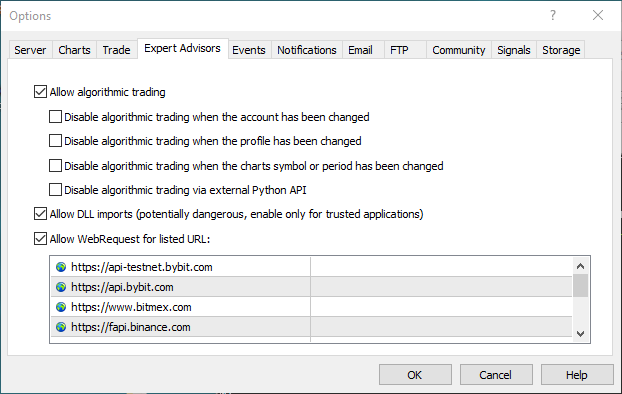 Options
Server Charts Trade Expert Advisors Events Notifications Email FTP Community Signals Storage
Allow algorithmic trading
Disable algorithmic trading when the account has been changed
Disable algorithmic trading when the profile has been changed
Disable algorithmic trading when the charts symbol or period has been changed
Disable algorithmic trading via external Python API
Allow DLL imports (potentially dangerous, enable only for trusted applications)
Allow WebRequest for listed URL:
https://api-testnet.bybit.com
https://api.bybit.com
https://www.bitmex.com
https://fapi.binance.com
OK Cancel Help